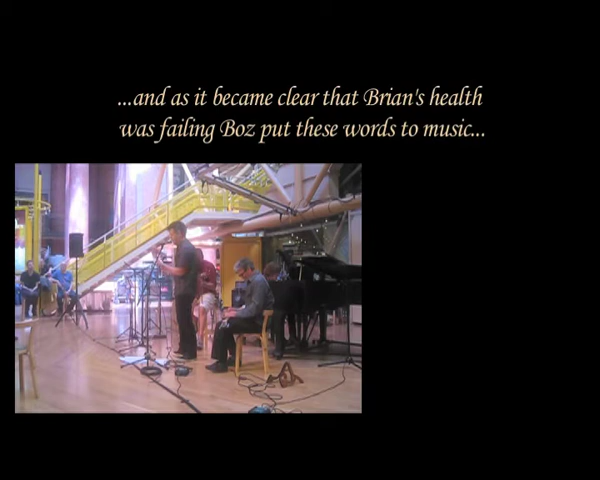 ...and as it became clear that Brian's health
was failing Boz put these words to music...